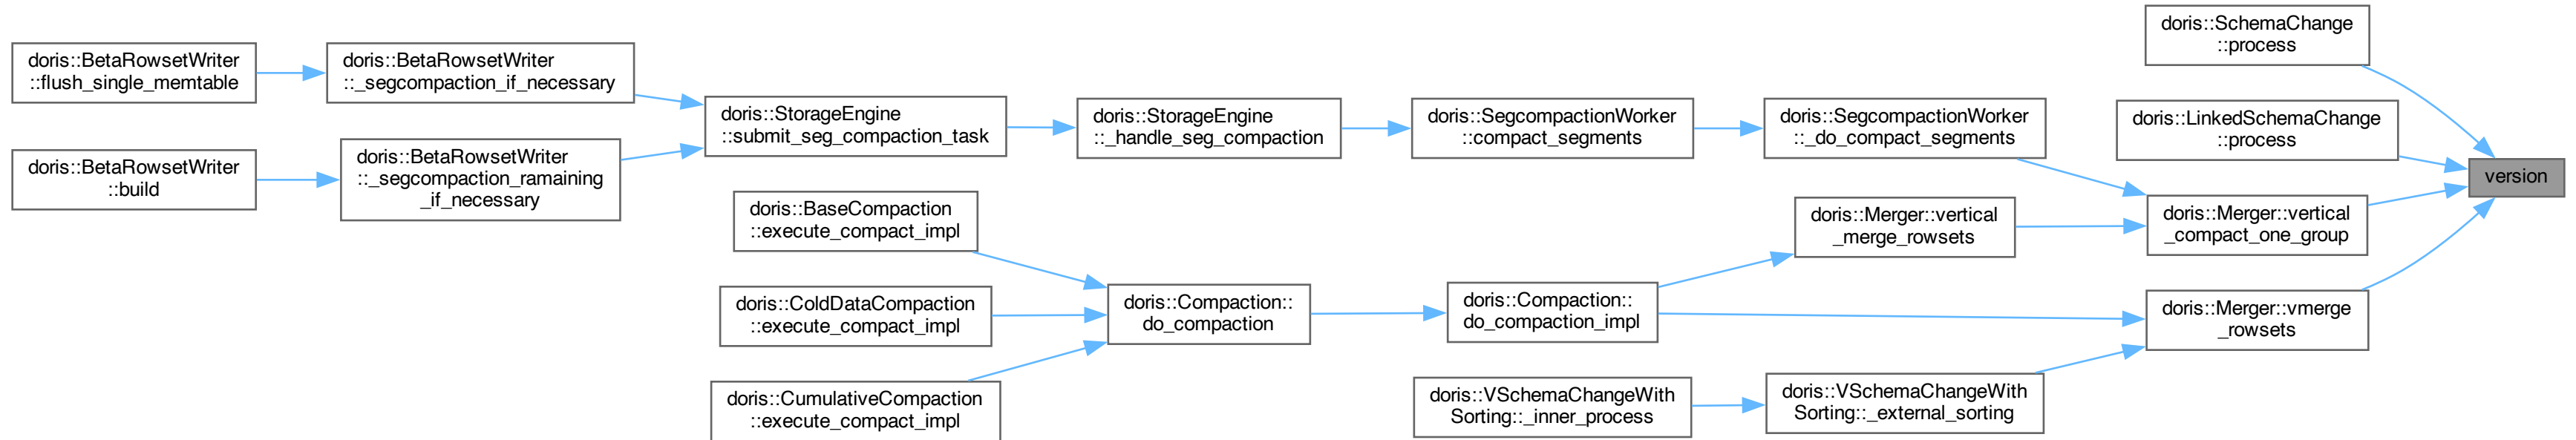 doris::BetaRowsetWriter
::flush_single_memtable
doris::BetaRowsetWriter
::build
doris::BetaRowsetWriter
::_segcompaction_if_necessary
doris::BetaRowsetWriter
::_segcompaction_ramaining
_if_necessary
doris::StorageEngine
::submit_seg_compaction_task
doris::BaseCompaction
::execute_compact_impl
doris::ColdDataCompaction
::execute_compact_impl
doris::CumulativeCompaction
::execute_compact_impl
doris::StorageEngine
::_handle_seg_compaction
doris::Compaction::
do_compaction
doris::SegcompactionWorker
::compact_segments
doris::Compaction::
do_compaction_impl
doris::VSchemaChangeWith
Sorting::_inner_process
doris::SegcompactionWorker
::_do_compact_segments
doris::Merger::vertical
_merge_rowsets
doris::VSchemaChangeWith
Sorting::_external_sorting
doris::SchemaChange
::process
doris::LinkedSchemaChange
::process
doris::Merger::vertical
_compact_one_group
doris::Merger::vmerge
_rowsets
version